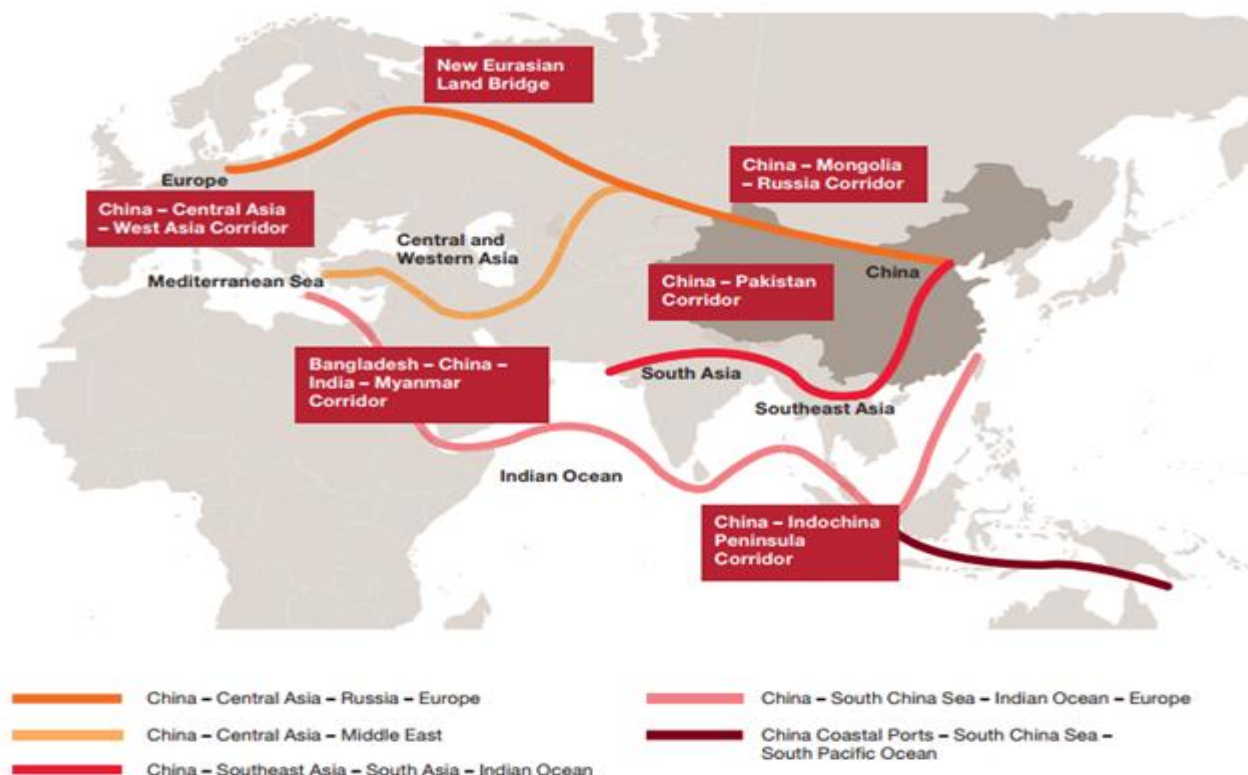 New Eurasian
Land Bridge
China – Mongolia
– Russia Corridor
Europe
China – Central Asia
– West Asia Corridor
Central and
Western Asia
Mediterranean Sea
China
China – Pakistan
Corridor
Bangladesh – China –
India – Myanmar
Corridor
South Asia
Southeast Asia
Indian Ocean
China – Indochina
Peninsula
Corridor
China – Central Asia – Russia – Europe
China – Central Asia – Middle East
China – Southeast Asia – South Asia – Indian Ocean
China – South China Sea – Indian Ocean – Europe
China Coastal Ports – South China Sea –
South Pacific Ocean